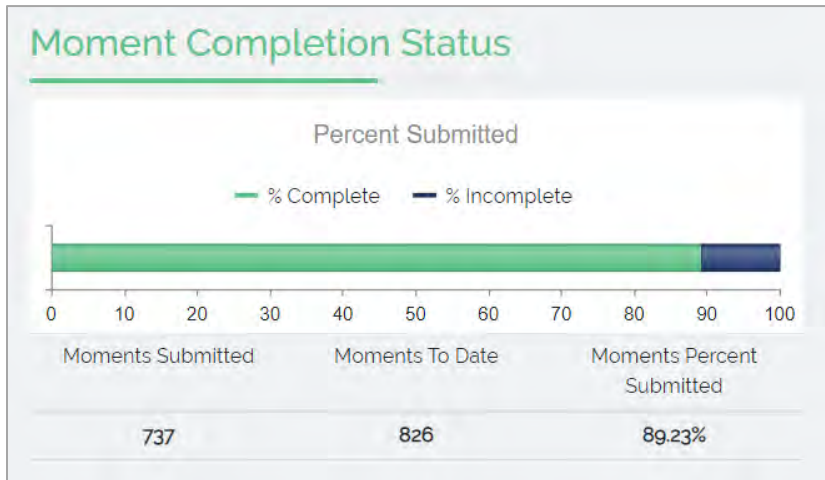 Moment Completion Status
Percent Submitted
% Complete % Incomplete
0 10 20 30 40 50 60 70 80 90 100
Moments Submitted Moments To Date Moments Percent
Submitted
737 826 89.23%